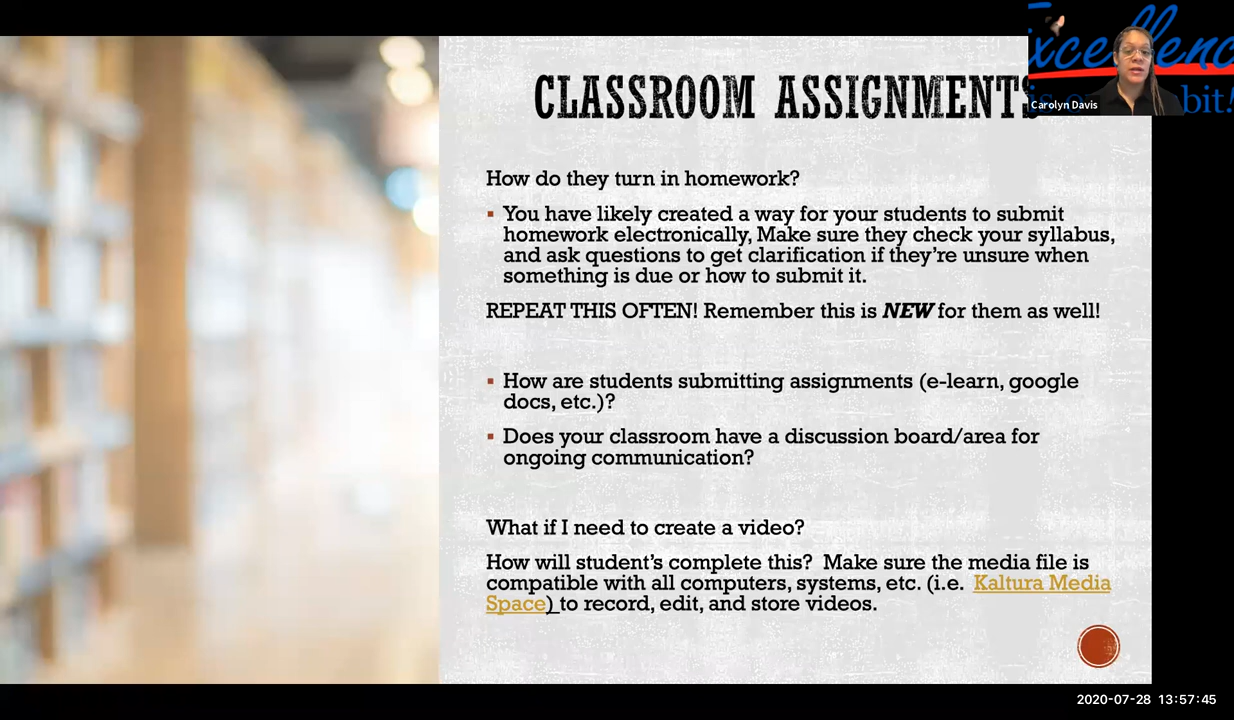 CLASSROOM ASSIGNMENTS
Carolyn Davis
bit!
How do they turn in homework?
▪ You have likely created a way for your students to submit
homework electronically, Make sure they check your syllabus,
and ask questions to get clarification if they're unsure when
something is due or how to submit it.
REPEAT THIS OFTEN! Remember this is NEW for them as well!
▪ How are students submitting assignments (e-learn, google
docs, etc.)?
▪ Does your classroom have a discussion board/area for
ongoing communication?
What if I need to create a video?
How will student's complete this? Make sure the media file is
compatible with all computers, systems, etc. (i.e. Kaltura Media
Space) to record, edit, and store videos.
2020-07-28 13:57:45